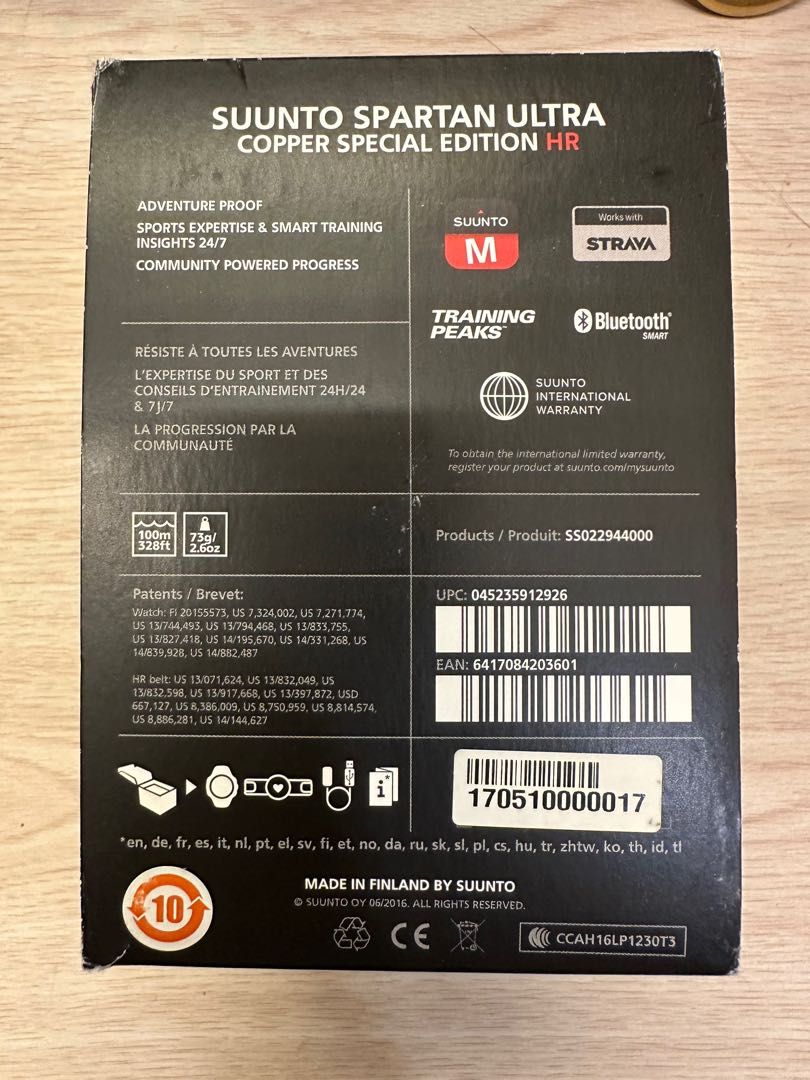 SUUNTO SPARTAN ULTRA
COPPER SPECIAL EDITION HR
ADVENTURE PROOF
SPORTS EXPERTISE & SMART TRAINING
INSIGHTS 24/7
COMMUNITY POWERED PROGRESS
SUUNTO
M
Works with
STRAVA
TRAINING
PEAKS™
Bluetooth®
SMART
RÉSISTE À TOUTES LES AVENTURES
L'EXPERTISE DU SPORT ET DES
CONSEILS D'ENTRAINEMENT 24H/24
& 7J/7
LA PROGRESSION PAR LA
COMMUNAUTÉ
SUUNTO
INTERNATIONAL
WARRANTY
To obtain the international limited warranty,
register your product at suunto.com/mysuunto
100m
328ft
73g/
2.6oz
Products / Produit: SS022944000
Patents / Brevet:
Watch: FI 20155573, US 7,324,002, US 7,271,774,
US 13/744,493, US 13/794,468, US 13/833,755,
US 13/827,418, US 14/195,670, US 14/331,268, US
14/839,928, US 14/882,487
HR belt: US 13/071,624, US 13/832,049, US
13/832,598, US 13/917,668, US 13/397,872, USD
667,127, US 8,386,009, US 8,750,959, US 8,814,574,
US 8,886,281, US 14/144,627
UPC: 045235912926
EAN: 6417084203601
i*
170510000017
*en, de, fr, es, it, nl, pt, el, sv, fi, et, no, da, ru, sk, sl, pl, cs, hu, tr, zhtw, ko, th, id, tl
10
MADE IN FINLAND BY SUUNTO
© SUUNTO OY 06/2016. ALL RIGHTS RESERVED.
CE
CCAH16LP1230T3